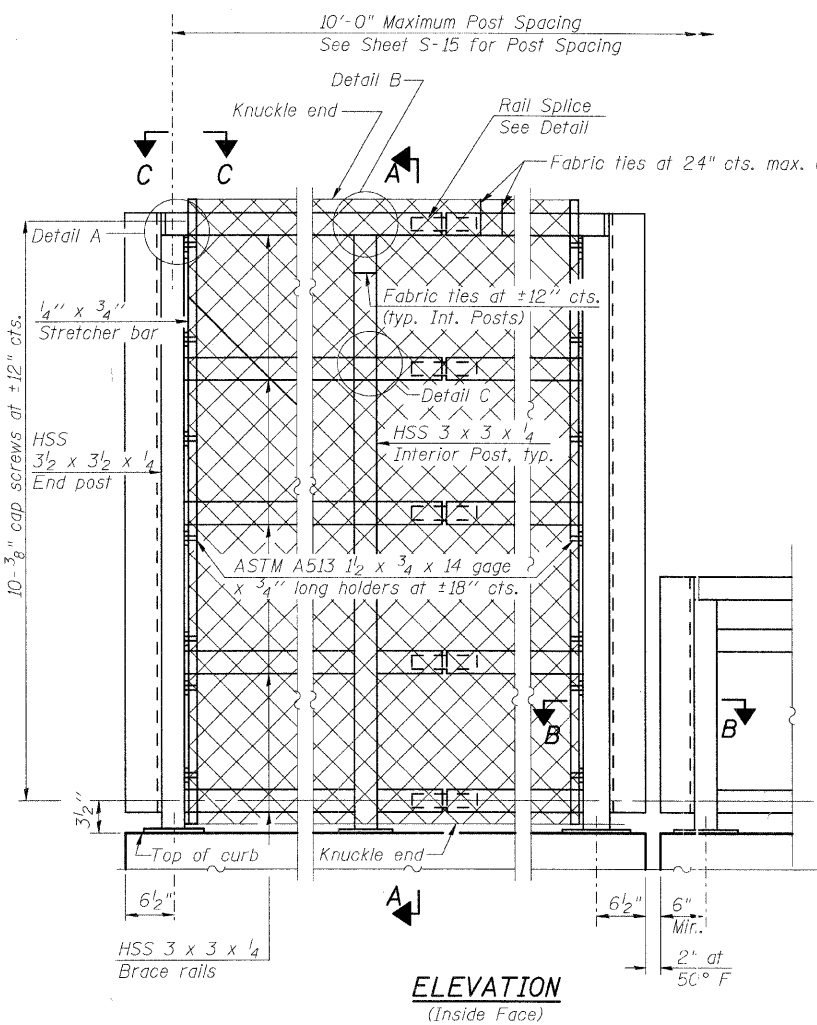 10'-0" Maximum Post Spacing
See Sheet S-15 for Post Spacing
Detail B
Knuckle end
Rail Splice
See Detail
C
C
A
Fabric ties at 24" cts. max.
Detail A
Fabric ties at ±12" cts.
(typ. Int. Posts)
1/4" x 3/4"
Stretcher bar
Detail C
10-3/8" cap screws at ±12" cts.
HSS
3 1/2 x 3 1/2 x 1/4
End post
HSS 3 x 3 x 1/4
Interior Post, typ.
ASTM A513 1 1/2 x 3/4 x 14 gage
x 3/4" long holders at ±18" cts.
B
B
3 1/2"
Top of curb
Knuckle end
6 1/2"
A
6 1/2"
6"
Min.
HSS 3 x 3 x 1/4
Brace rails
2" at
50° F
ELEVATION
(Inside Face)